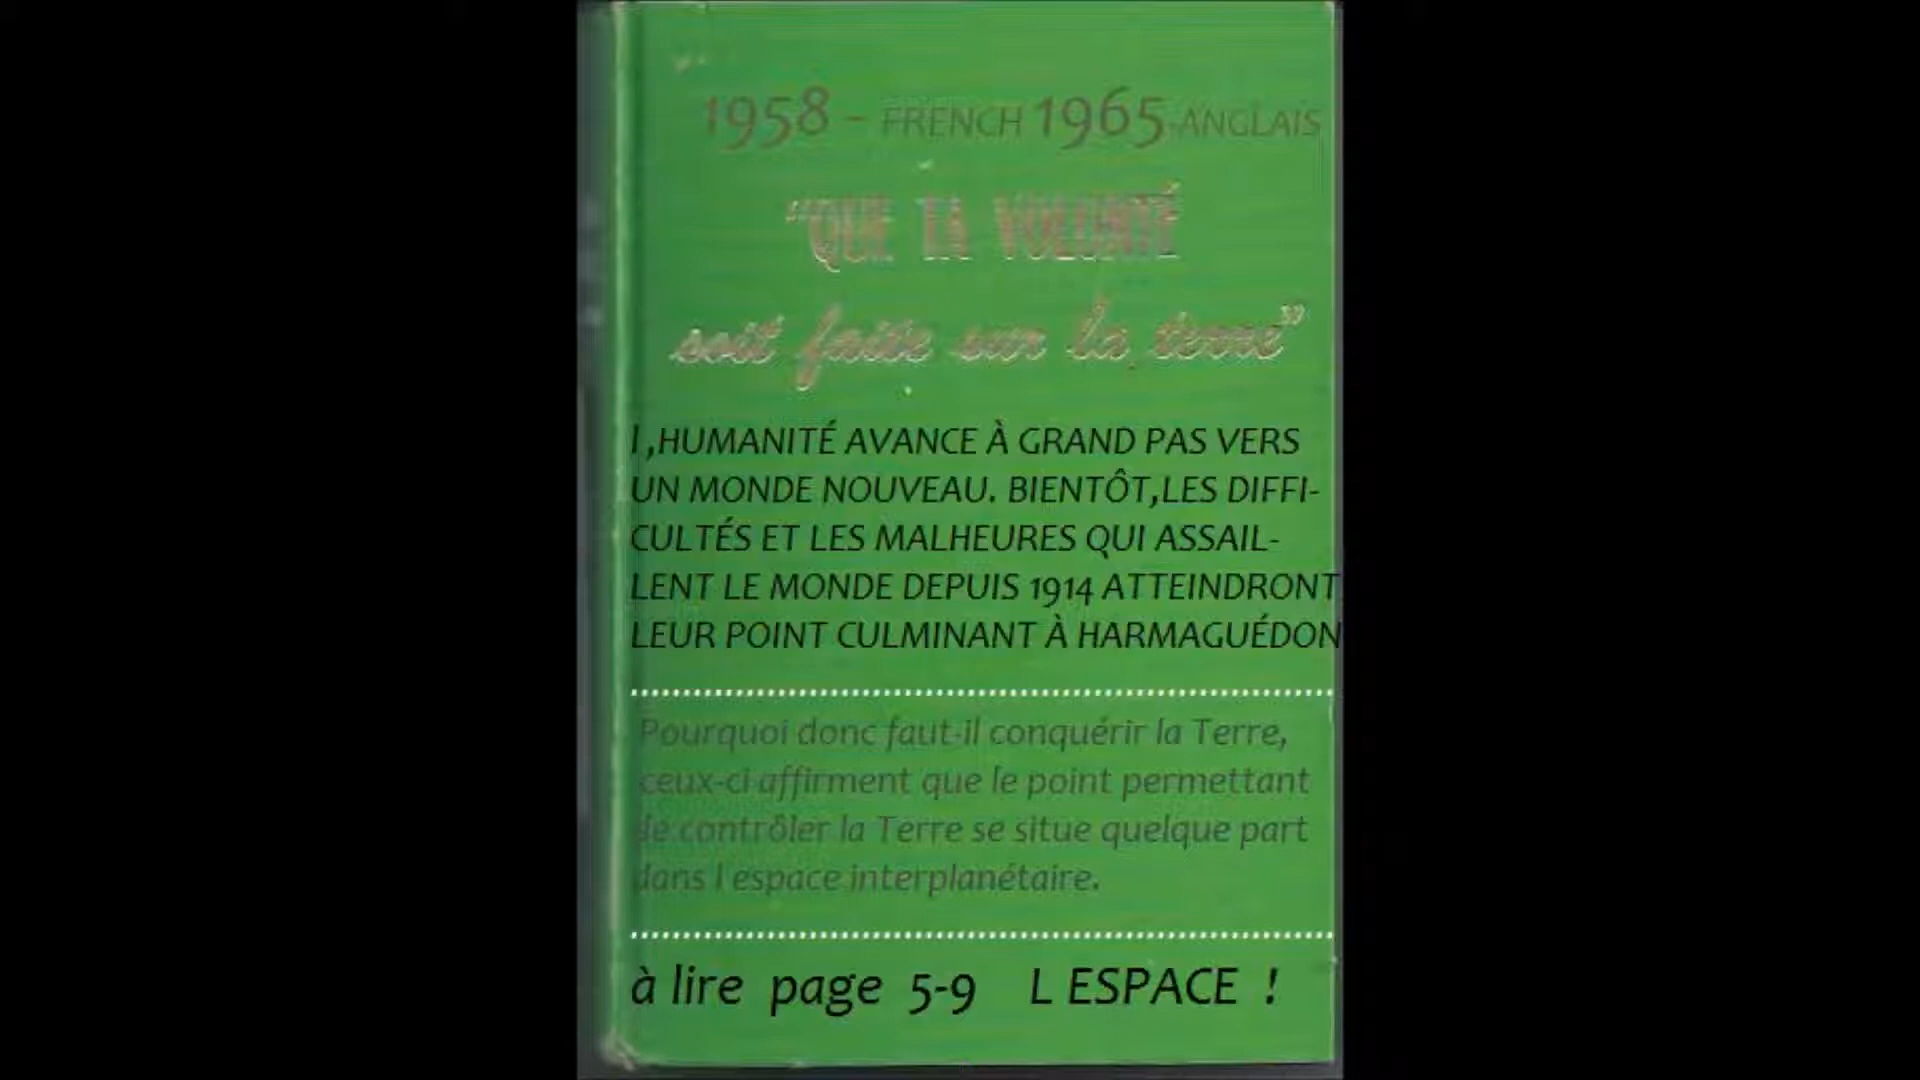 1958 - FRENCH 1965 ANGLAIS
“QUE TA VOLONTÉ
soit faite sur la terre”
l ,HUMANITÉ AVANCE À GRAND PAS VERS
UN MONDE NOUVEAU. BIENTÔT,LES DIFFI-
CULTÉS ET LES MALHEURES QUI ASSAIL-
LENT LE MONDE DEPUIS 1914 ATTEINDRONT
LEUR POINT CULMINANT À HARMAGUÉDON
Pourquoi donc faut-il conquérir la Terre,
ceux-ci affirment que le point permettant
de contrôler la Terre se situe quelque part
dans l espace interplanétaire.
à lire page 5-9 L ESPACE !